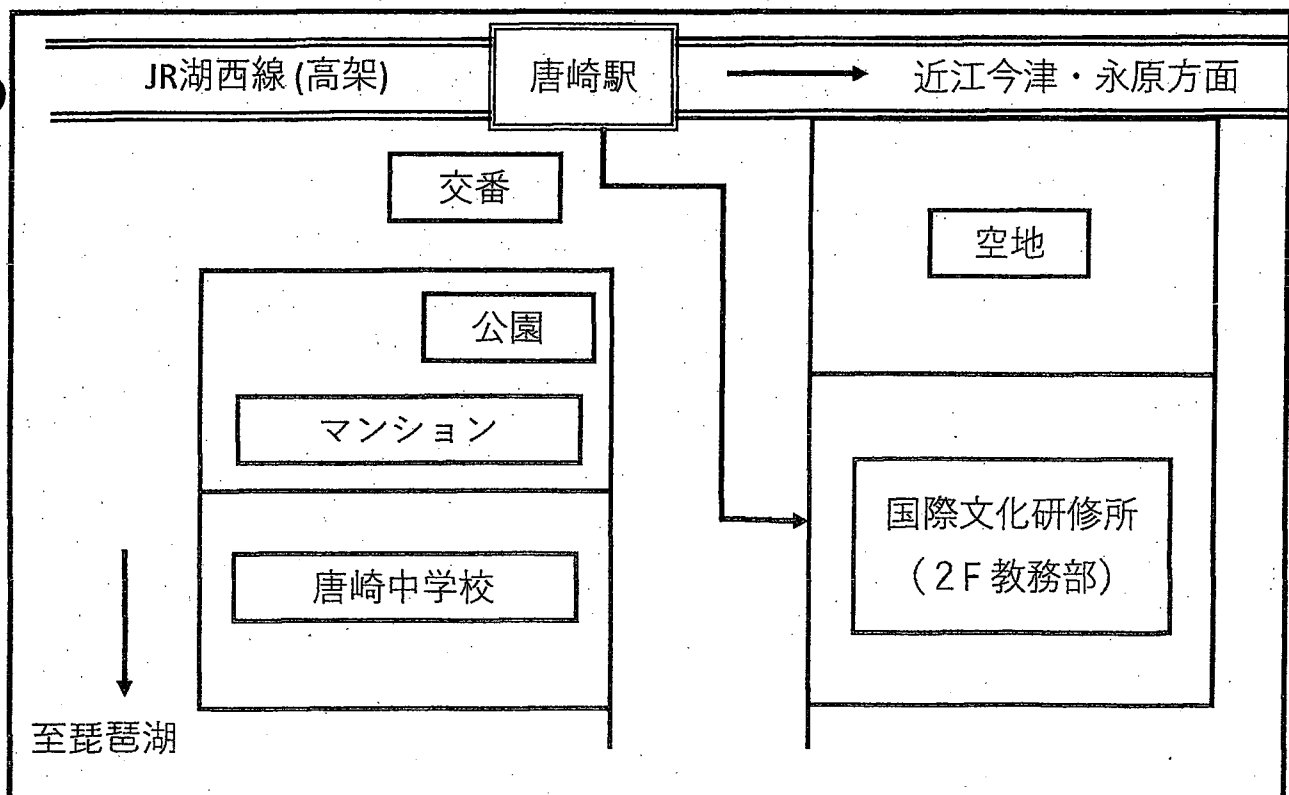 JR湖西線(高架)
唐崎駅
近江今津・永原方面
交番
空地
公園
マンション
国際文化研修所
(2F教務部)
唐崎中学校
至琵琶湖